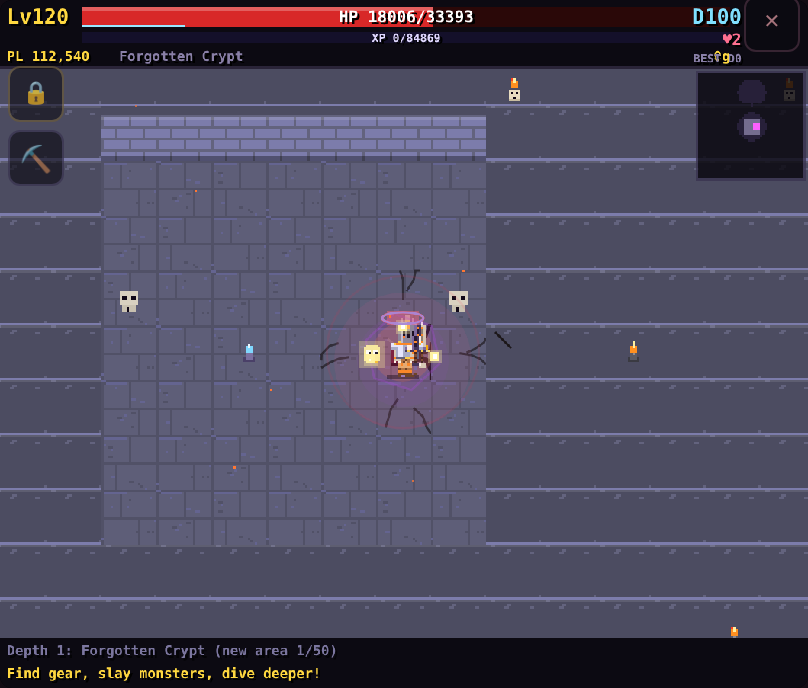 Lv120 HP 18006/33393 D100 ×
XP 0/84869 ♥2
PL 112,540 Forgotten Crypt
Depth 1: Forgotten Crypt (new area 1/50)
Find gear, slay monsters, dive deeper!